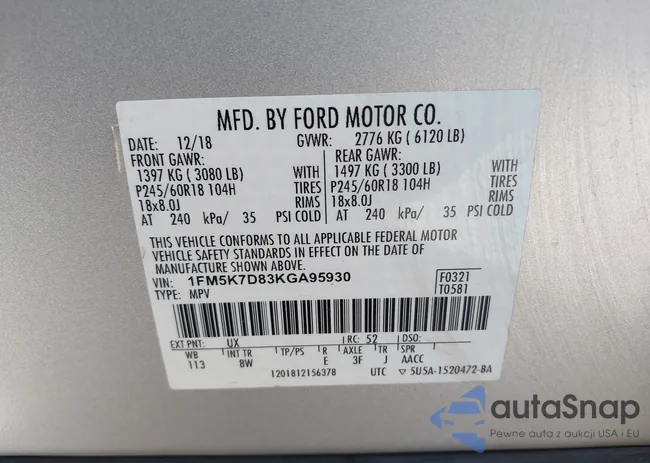 MFD. BY FORD MOTOR CO.
DATE: 12/18 GVWR: 2776 KG ( 6120 LB)
FRONT GAWR: REAR GAWR:
1397 KG ( 3080 LB) WITH 1497 KG ( 3300 LB) WITH
P245/60R18 104H TIRES P245/60R18 104H TIRES
18x8.0J RIMS 18x8.0J RIMS
AT 240 kPa/ 35 PSI COLD AT 240 kPa/ 35 PSI COLD
THIS VEHICLE CONFORMS TO ALL APPLICABLE FEDERAL MOTOR
VEHICLE SAFETY STANDARDS IN EFFECT ON THE DATE OF
MANUFACTURE SHOWN ABOVE.
VIN: 1FM5K7D83KGA95930 F0321
TYPE: MPV T0581
EXT PNT: UX RC: 52 DSO:
WB INT TR TP/PS R AXLE TR SPR
113 8W E 3F J AACC
1201812156378 UTC ▽ 5U5A-1520472-BA
autaSnap
Pewne auta z aukcji USA i EU